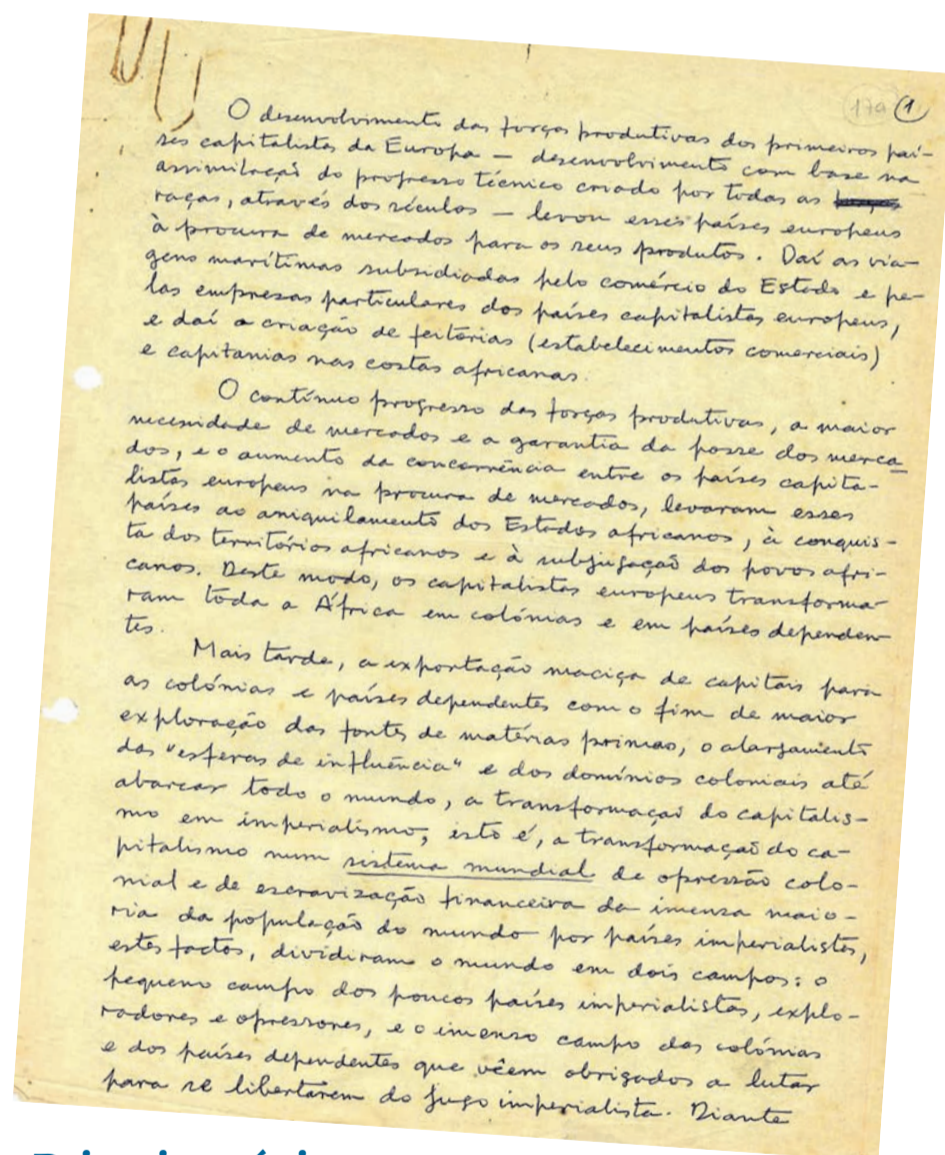 179 1
O desenvolvimento das forças produtivas dos primeiros paí-
ses capitalistas da Europa — desenvolvimento com base na
assimilação do progresso técnico criado por todas as
raças, através dos séculos — levou esses países europeus
à procura de mercados para os seus produtos. Daí as via-
gens marítimas subsidiadas pelo comércio do Estado e pe-
las empresas particulares dos países capitalistas europeus,
e daí a criação de feitorias (estabelecimentos comerciais)
e capitanias nas costas africanas.
O contínuo progresso das forças produtivas, a maior
necessidade de mercados e a garantia da posse dos merca-
dos, e o aumento da concorrência entre os países capita-
listas europeus na procura de mercados, levaram esses
países ao aniquilamento dos Estados africanos, à conquis-
ta dos territórios africanos e à subjugação dos povos afri-
canos. Deste modo, os capitalistas europeus transforma-
ram toda a África em colónias e em países dependen-
tes.
Mais tarde, a exportação maciça de capitais para
as colónias e países dependentes com o fim de maior
exploração das fontes de matérias primas, o alargamento
das "esferas de influência" e dos domínios coloniais até
abarcar todo o mundo, a transformação do capitalis-
mo em imperialismo, isto é, a transformação do ca-
pitalismo num sistema mundial de opressão colo-
nial e de escravização financeira da imensa maio-
ria da população do mundo por países imperialistas,
estes factos, dividiram o mundo em dois campos: o
pequeno campo dos poucos países imperialistas, explo-
radores e opressores, e o imenso campo das colónias
e dos países dependentes que vêem obrigados a lutar
para se libertarem do jugo imperialista. Diante